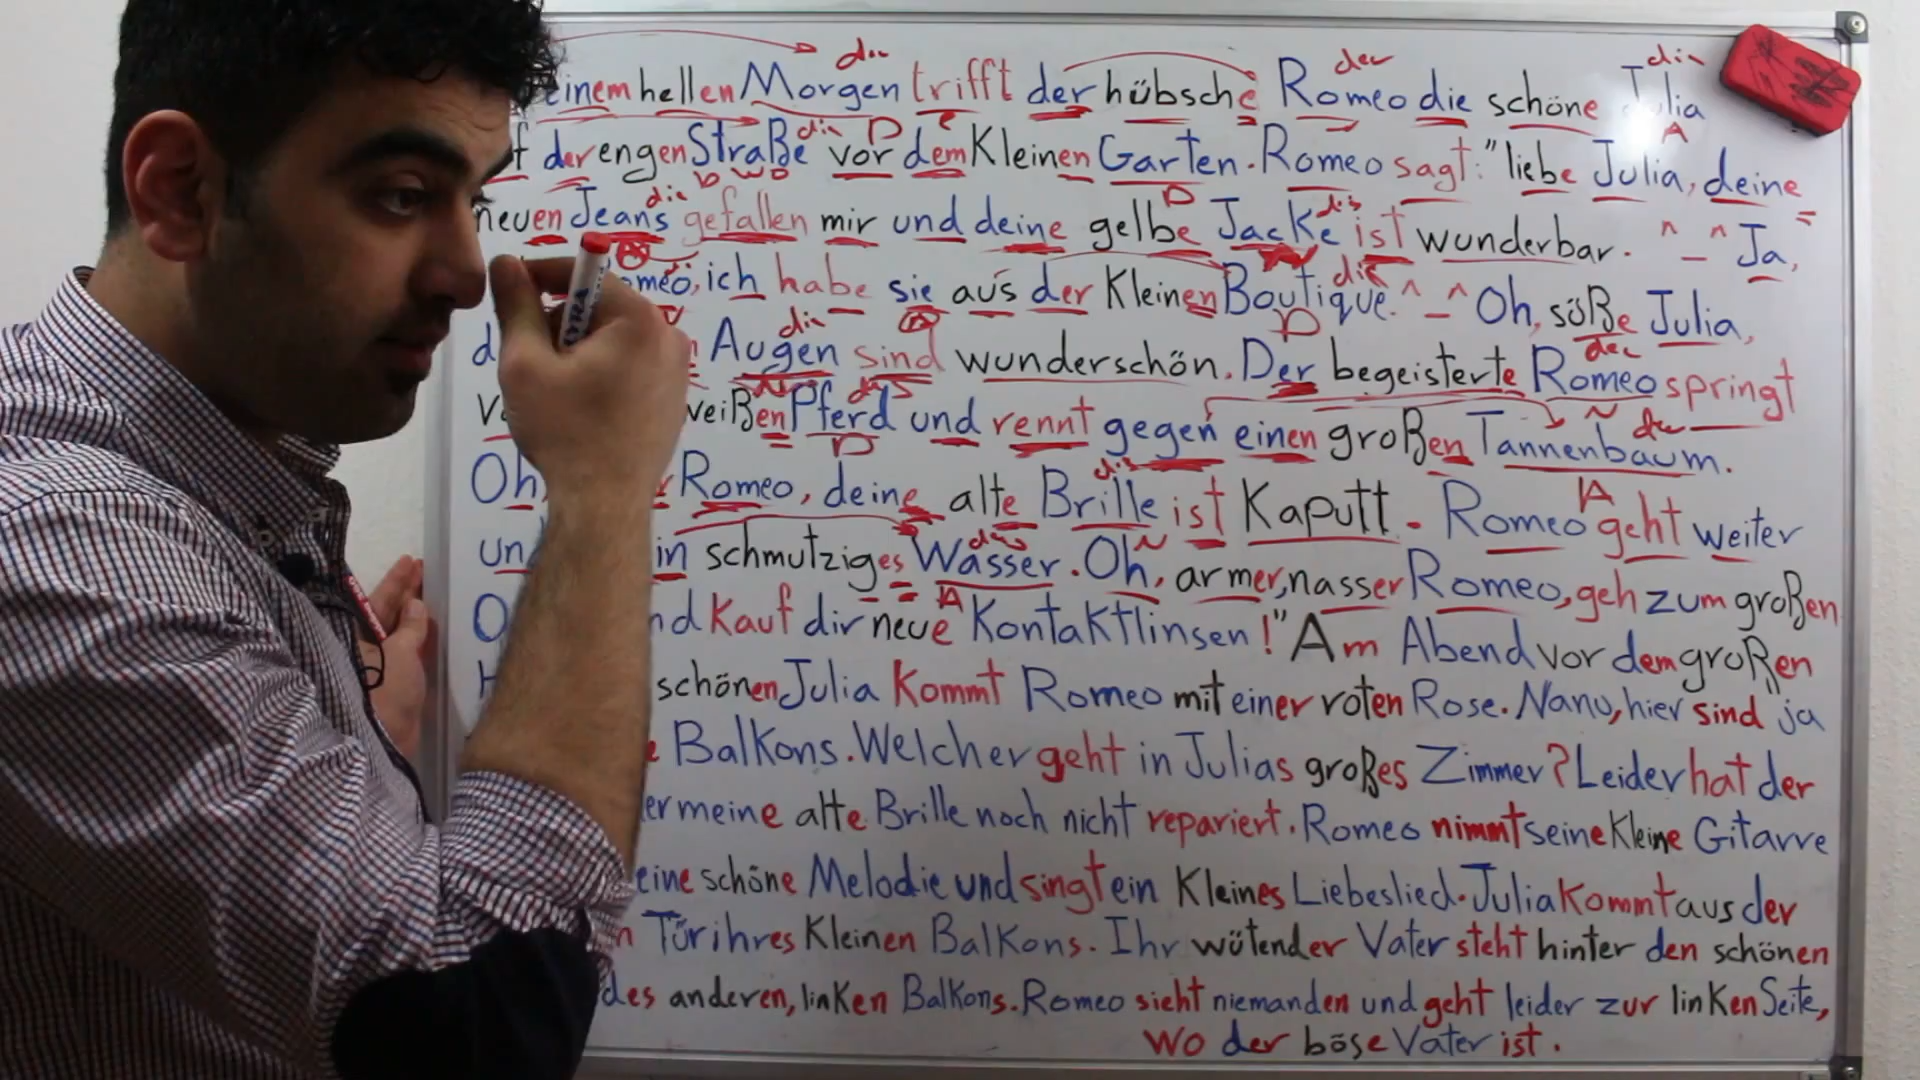 einem hellen Morgen trifft der hübsche Romeo die schöne Julia
der engen Straße vor dem Kleinen Garten. Romeo sagt: "liebe Julia, deine
neuen Jeans gefallen mir und deine gelbe Jacke ist wunderbar. Ja,
ich habe sie aus der Kleinen Boutique. Oh, süße Julia,
Augen sind wunderschön. Der begeisterte Romeo springt
Pferd und rennt gegen einen großen Tannenbaum.
Oh, Romeo, deine alte Brille ist Kaputt. Romeo geht weiter
in schmutziges Wasser. Oh, armer, nasser Romeo, geh zum großen
Kauf dir neue Kontaktlinsen!" Am Abend vor dem großen
schönen Julia Kommt Romeo mit einer roten Rose. Nanu, hier sind ja
Balkons. Welcher geht in Julias großes Zimmer? Leider hat der
meine alte Brille noch nicht repariert. Romeo nimmt seine Kleine Gitarre
eine schöne Melodie und singt ein Kleines Liebeslied. Julia Kommt aus der
Tür ihres Kleinen Balkons. Ihr wütender Vater steht hinter den schönen
des anderen, linken Balkons. Romeo sieht niemanden und geht leider zur linken Seite,
wo der böse Vater ist.